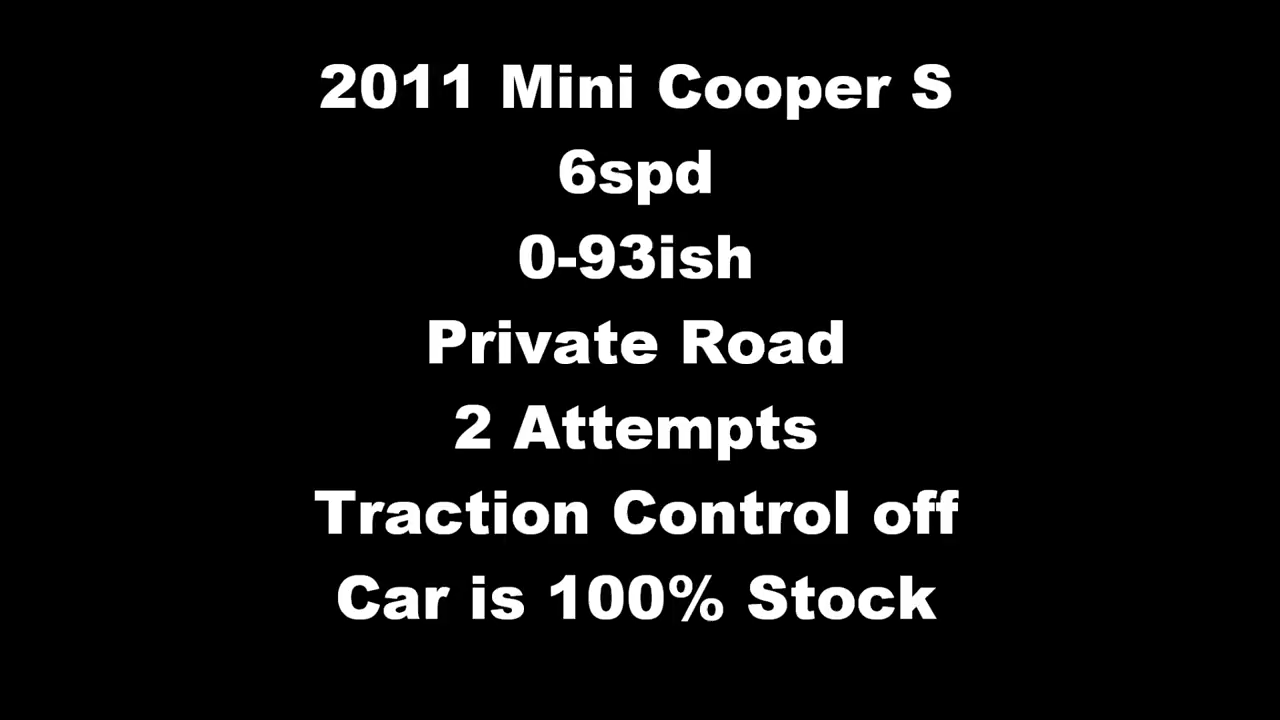 2011 Mini Cooper S
6spd
0-93ish
Private Road
2 Attempts
Traction Control off
Car is 100% Stock